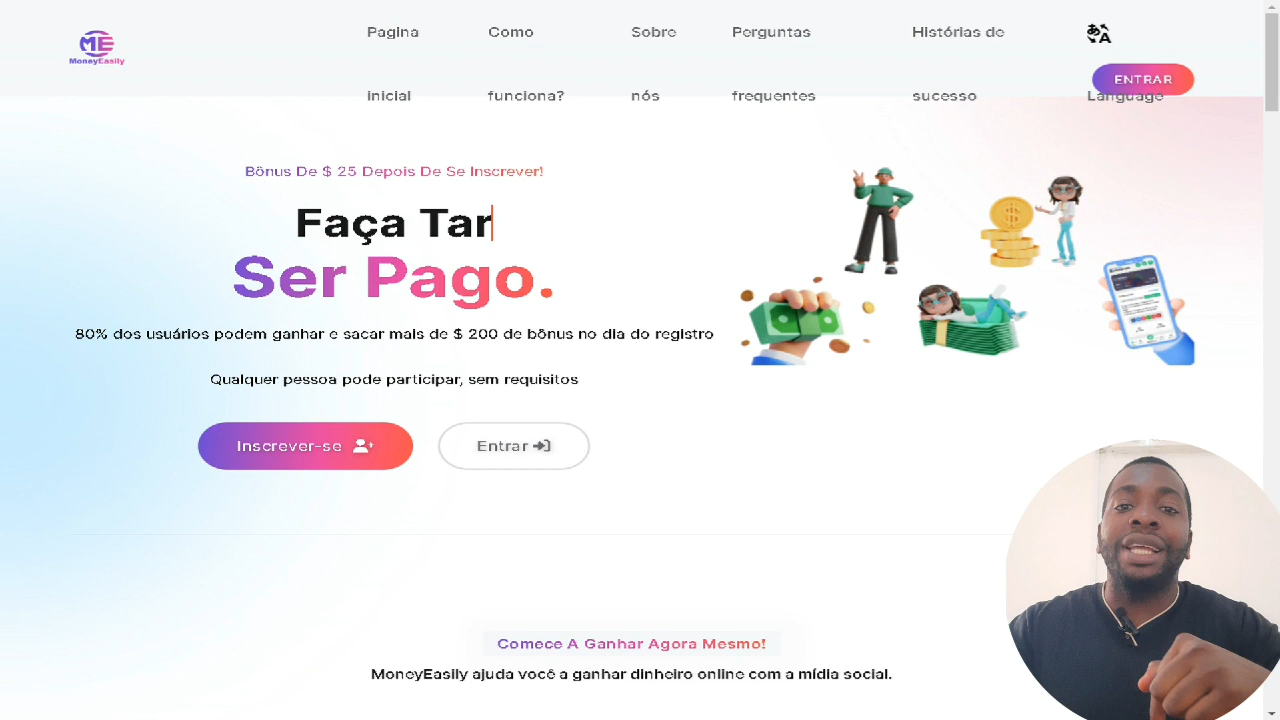 ME
MoneyEasily
Pagina inicial
Como funciona?
Sobre nós
Perguntas frequentes
Histórias de sucesso
Language
ENTRAR
Bônus De $ 25 Depois De Se Inscrever!
Faça Tar
Ser Pago.
80% dos usuários podem ganhar e sacar mais de $ 200 de bônus no dia do registro
Qualquer pessoa pode participar, sem requisitos
Inscrever-se
Entrar
Comece A Ganhar Agora Mesmo!
MoneyEasily ajuda você a ganhar dinheiro online com a mídia social.